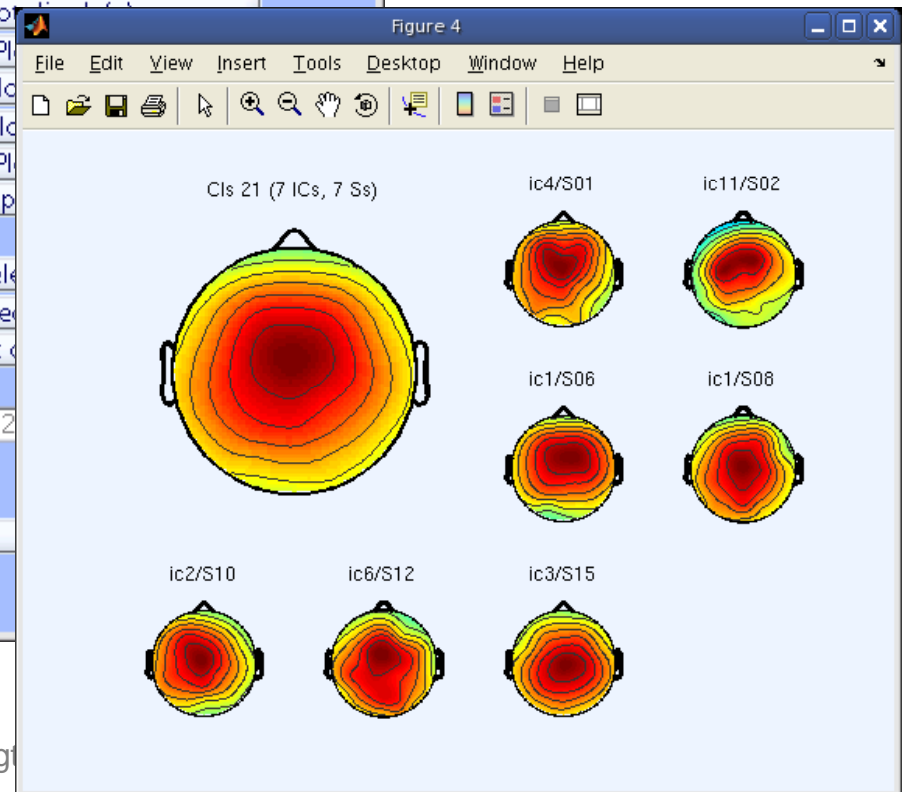 Figure 4
File Edit View Insert Tools Desktop Window Help
Cls 21 (7 ICs, 7 Ss)
ic4/S01
ic11/S02
ic1/S06
ic1/S08
ic2/S10
ic6/S12
ic3/S15